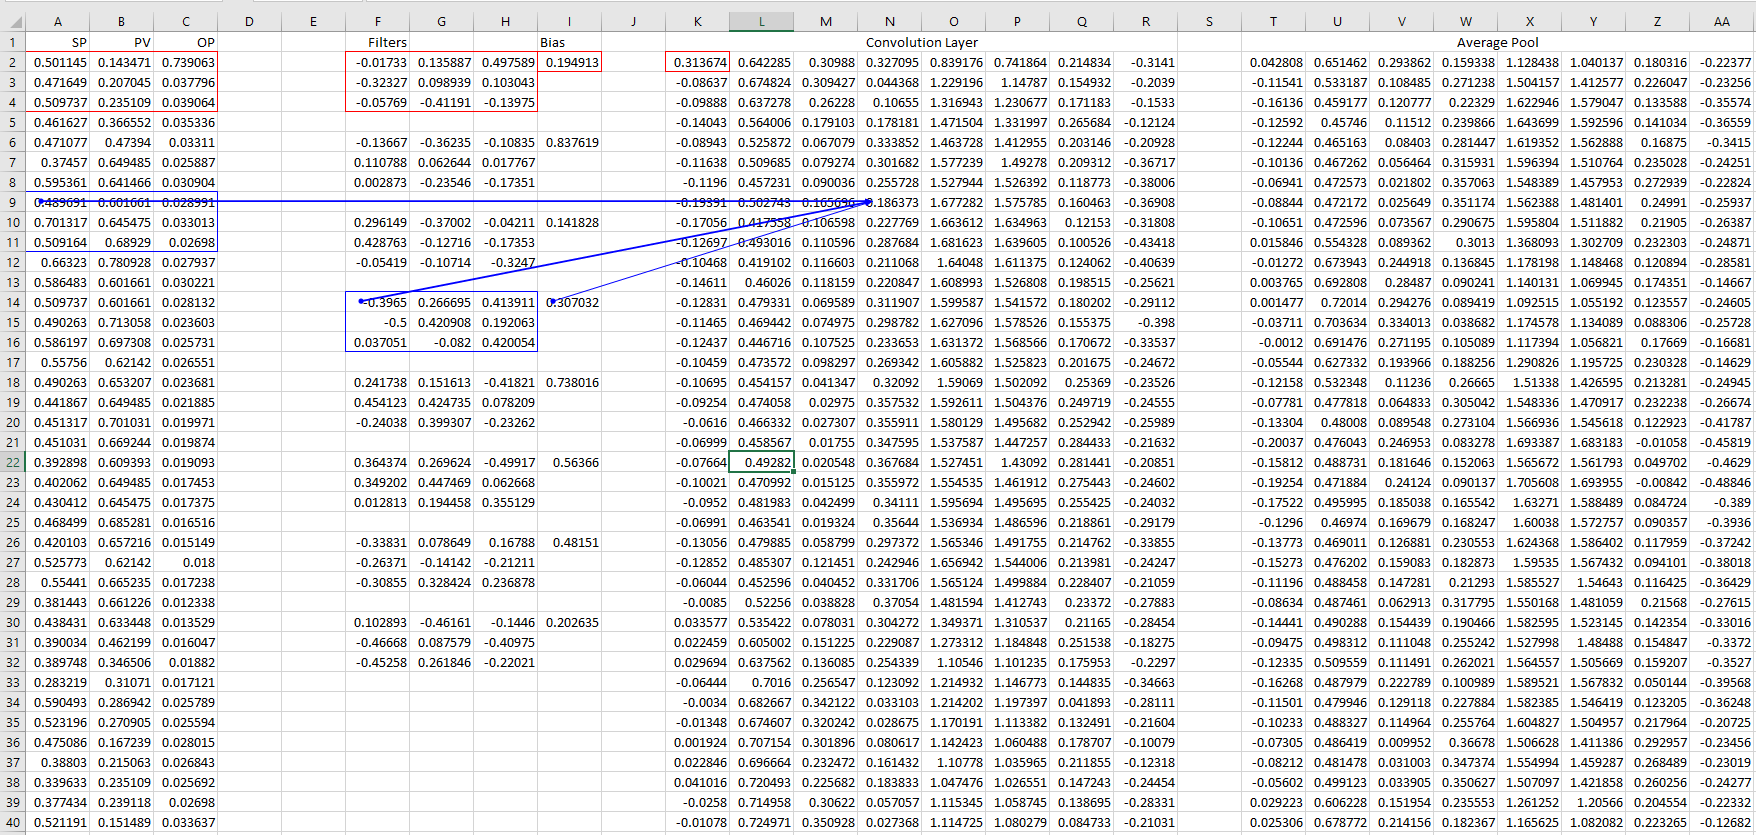 A B C D E F G H I J K L M N O P Q R S T U V W X Y Z AA
1 SP PV OP Filters Bias Convolution Layer Average Pool
2 0.501145 0.143471 0.739063 -0.01733 0.135887 0.497589 0.194913 0.313674 0.642285 0.30988 0.327095 0.839176 0.741864 0.214834 -0.3141 0.042808 0.651462 0.293862 0.159338 1.128438 1.040137 0.180316 -0.22377
3 0.471649 0.207045 0.037796 -0.32327 0.098939 0.103043 -0.08637 0.674824 0.309427 0.044368 1.229196 1.14787 0.154932 -0.2039 -0.11541 0.533187 0.108485 0.271238 1.504157 1.412577 0.226047 -0.23256
4 0.509737 0.235109 0.039064 -0.05769 -0.41191 -0.13975 -0.09888 0.637278 0.26228 0.10655 1.316943 1.230677 0.171183 -0.1533 -0.16136 0.459177 0.120777 0.22329 1.622946 1.579047 0.133588 -0.35574
5 0.461627 0.366552 0.035336 -0.14043 0.564006 0.179103 0.178181 1.471504 1.331997 0.265684 -0.12124 -0.12592 0.45746 0.11512 0.239866 1.643699 1.592596 0.141034 -0.36559
6 0.471077 0.47394 0.03311 -0.13667 -0.36235 -0.10835 0.837619 -0.08943 0.525872 0.067079 0.333852 1.463728 1.412955 0.203146 -0.20928 -0.12244 0.465163 0.08403 0.281447 1.619352 1.562888 0.16875 -0.3415
7 0.37457 0.649485 0.025887 0.110788 0.062644 0.017767 -0.11638 0.509685 0.079274 0.301682 1.577239 1.49278 0.209312 -0.36717 -0.10136 0.467262 0.056464 0.315931 1.596394 1.510764 0.235028 -0.24251
8 0.595361 0.641466 0.030904 0.002873 -0.23546 -0.17351 -0.1196 0.457231 0.090036 0.255728 1.527944 1.526392 0.118773 -0.38006 -0.06941 0.472573 0.021802 0.357063 1.548389 1.457953 0.272939 -0.22824
9 0.489691 0.601661 0.028991 -0.19391 0.502743 0.165696 0.186373 1.677282 1.575785 0.160463 -0.36908 -0.08844 0.472172 0.025649 0.351174 1.562388 1.481401 0.24991 -0.25937
10 0.701317 0.645475 0.033013 0.296149 -0.37002 -0.04211 0.141828 -0.17056 0.417558 0.106598 0.227769 1.663612 1.634963 0.12153 -0.31808 -0.10651 0.472596 0.073567 0.290675 1.595804 1.511882 0.21905 -0.26387
11 0.509164 0.68929 0.02698 0.428763 -0.12716 -0.17353 -0.12697 0.493016 0.110596 0.287684 1.681623 1.639605 0.100526 -0.43418 0.015846 0.554328 0.089362 0.3013 1.368093 1.302709 0.232303 -0.24871
12 0.66323 0.780928 0.027937 -0.05419 -0.10714 -0.3247 -0.10468 0.419102 0.116603 0.211068 1.64048 1.611375 0.124062 -0.40639 -0.01272 0.673943 0.244918 0.136845 1.178198 1.148468 0.120894 -0.28581
13 0.586483 0.601661 0.030221 -0.14611 0.46026 0.118159 0.220847 1.608993 1.526808 0.198515 -0.25621 0.003765 0.692808 0.28487 0.090241 1.140131 1.069945 0.174351 -0.14667
14 0.509737 0.601661 0.028132 -0.3965 0.266695 0.413911 0.307032 -0.12831 0.479331 0.069589 0.311907 1.599587 1.541572 0.180202 -0.29112 0.001477 0.72014 0.294276 0.089419 1.092515 1.055192 0.123557 -0.24605
15 0.490263 0.713058 0.023603 -0.5 0.420908 0.192063 -0.11465 0.469442 0.074975 0.298782 1.627096 1.578526 0.155375 -0.398 -0.03711 0.703634 0.334013 0.038682 1.174578 1.134089 0.088306 -0.25728
16 0.586197 0.697308 0.025731 0.037051 -0.082 0.420054 -0.12437 0.446716 0.107525 0.233653 1.631372 1.568566 0.170672 -0.33537 -0.0012 0.691476 0.271195 0.105089 1.117394 1.056821 0.17669 -0.16681
17 0.55756 0.62142 0.026551 -0.10459 0.473572 0.098297 0.269342 1.605882 1.525823 0.201675 -0.24672 -0.05544 0.627332 0.193966 0.188256 1.290826 1.195725 0.230328 -0.14629
18 0.490263 0.653207 0.023681 0.241738 0.151613 -0.41821 0.738016 -0.10695 0.454157 0.041347 0.32092 1.59069 1.502092 0.25369 -0.23526 -0.12158 0.532348 0.11236 0.26665 1.51338 1.426595 0.213281 -0.24945
19 0.441867 0.649485 0.021885 0.454123 0.424735 0.078209 -0.09254 0.474058 0.02975 0.357532 1.592611 1.504376 0.249719 -0.24555 -0.07781 0.477818 0.064833 0.305042 1.548336 1.470917 0.232238 -0.26674
20 0.451317 0.701031 0.019971 -0.24038 0.399307 -0.23262 -0.0616 0.466332 0.027307 0.355911 1.580129 1.495682 0.252942 -0.25989 -0.13304 0.48008 0.089548 0.273104 1.566936 1.545618 0.122923 -0.41787
21 0.451031 0.669244 0.019874 -0.06999 0.458567 0.01755 0.347595 1.537587 1.447257 0.284433 -0.21632 -0.20037 0.476043 0.246953 0.083278 1.693387 1.683183 -0.01058 -0.45819
22 0.392898 0.609393 0.019093 0.364374 0.269624 -0.49917 0.56366 -0.07664 0.49282 0.020548 0.367684 1.527451 1.43092 0.281441 -0.20851 -0.15812 0.488731 0.181646 0.152063 1.565672 1.561793 0.049702 -0.4629
23 0.402062 0.649485 0.017453 0.349202 0.447469 0.062668 -0.10021 0.470992 0.015125 0.355972 1.554535 1.461912 0.275443 -0.24602 -0.19254 0.471884 0.24124 0.090137 1.705608 1.693955 -0.00842 -0.48846
24 0.430412 0.645475 0.017375 0.012813 0.194458 0.355129 -0.0952 0.481983 0.042499 0.34111 1.595694 1.495695 0.255425 -0.24032 -0.17522 0.495995 0.185038 0.165542 1.63271 1.588489 0.084724 -0.389
25 0.468499 0.685281 0.016516 -0.06991 0.463541 0.019324 0.35644 1.536934 1.486596 0.218861 -0.29179 -0.1296 0.46974 0.169679 0.168247 1.60038 1.572757 0.090357 -0.3936
26 0.420103 0.657216 0.015149 -0.33831 0.078649 0.16788 0.48151 -0.13056 0.479885 0.058799 0.297372 1.565346 1.491755 0.214762 -0.33855 -0.13773 0.469011 0.126881 0.230553 1.624368 1.586402 0.117959 -0.37242
27 0.525773 0.62142 0.018 -0.26371 -0.14142 -0.21211 -0.12852 0.485307 0.121451 0.242946 1.656942 1.544006 0.213981 -0.24247 -0.15273 0.476202 0.159083 0.182873 1.59535 1.567432 0.094101 -0.38018
28 0.55441 0.665235 0.017238 -0.30855 0.328424 0.236878 -0.06044 0.452596 0.040452 0.331706 1.565124 1.499884 0.228407 -0.21059 -0.11196 0.488458 0.147281 0.21293 1.585527 1.54643 0.116425 -0.36429
29 0.381443 0.661226 0.012338 -0.0085 0.52256 0.038828 0.37054 1.481594 1.412743 0.23372 -0.27883 -0.08634 0.487461 0.062913 0.317795 1.550168 1.481059 0.21568 -0.27615
30 0.438431 0.633448 0.013529 0.102893 -0.46161 -0.1446 0.202635 0.033577 0.535422 0.078031 0.304272 1.349371 1.310537 0.21165 -0.28454 -0.14441 0.490288 0.154439 0.190466 1.582595 1.523145 0.142354 -0.33016
31 0.390034 0.462199 0.016047 -0.46668 0.087579 -0.40975 0.022459 0.605002 0.151225 0.229087 1.273312 1.184848 0.251538 -0.18275 -0.09475 0.498312 0.111048 0.255242 1.527998 1.48488 0.154847 -0.3372
32 0.389748 0.346506 0.01882 -0.45258 0.261846 -0.22021 0.029694 0.637562 0.136085 0.254339 1.10546 1.101235 0.175953 -0.2297 -0.12335 0.509559 0.111491 0.262021 1.564557 1.505669 0.159207 -0.3527
33 0.283219 0.31071 0.017121 -0.06444 0.7016 0.256547 0.123092 1.214932 1.146773 0.144835 -0.34663 -0.16268 0.487979 0.222789 0.100989 1.589521 1.567832 0.050144 -0.39568
34 0.590493 0.286942 0.025789 -0.0034 0.682667 0.342122 0.033103 1.214202 1.197397 0.041893 -0.28111 -0.11501 0.479946 0.129118 0.227884 1.582385 1.546419 0.123205 -0.36248
35 0.523196 0.270905 0.025594 -0.01348 0.674607 0.320242 0.028675 1.170191 1.113382 0.132491 -0.21604 -0.10233 0.488327 0.114964 0.255764 1.604827 1.504957 0.217964 -0.20725
36 0.475086 0.167239 0.028015 0.001924 0.707154 0.301896 0.080617 1.142423 1.060488 0.178707 -0.10079 -0.07305 0.486419 0.009952 0.36678 1.506628 1.411386 0.292957 -0.23456
37 0.38803 0.215063 0.026843 0.022846 0.696664 0.232472 0.161432 1.10778 1.035965 0.211855 -0.12318 -0.08212 0.481478 0.031003 0.347374 1.554994 1.459287 0.268489 -0.23019
38 0.339633 0.235109 0.025692 0.041016 0.720493 0.225682 0.183833 1.047476 1.026551 0.147243 -0.24454 -0.05602 0.499123 0.033905 0.350627 1.507097 1.421858 0.260256 -0.24277
39 0.377434 0.239118 0.02698 -0.0258 0.714958 0.30622 0.057057 1.115345 1.058745 0.138695 -0.28331 0.029223 0.606228 0.151954 0.235553 1.261252 1.20566 0.204554 -0.22332
40 0.521191 0.151489 0.033637 -0.01078 0.724971 0.350928 0.027368 1.114725 1.080279 0.084733 -0.21031 0.025306 0.678772 0.214156 0.182367 1.165625 1.082082 0.223265 -0.12682